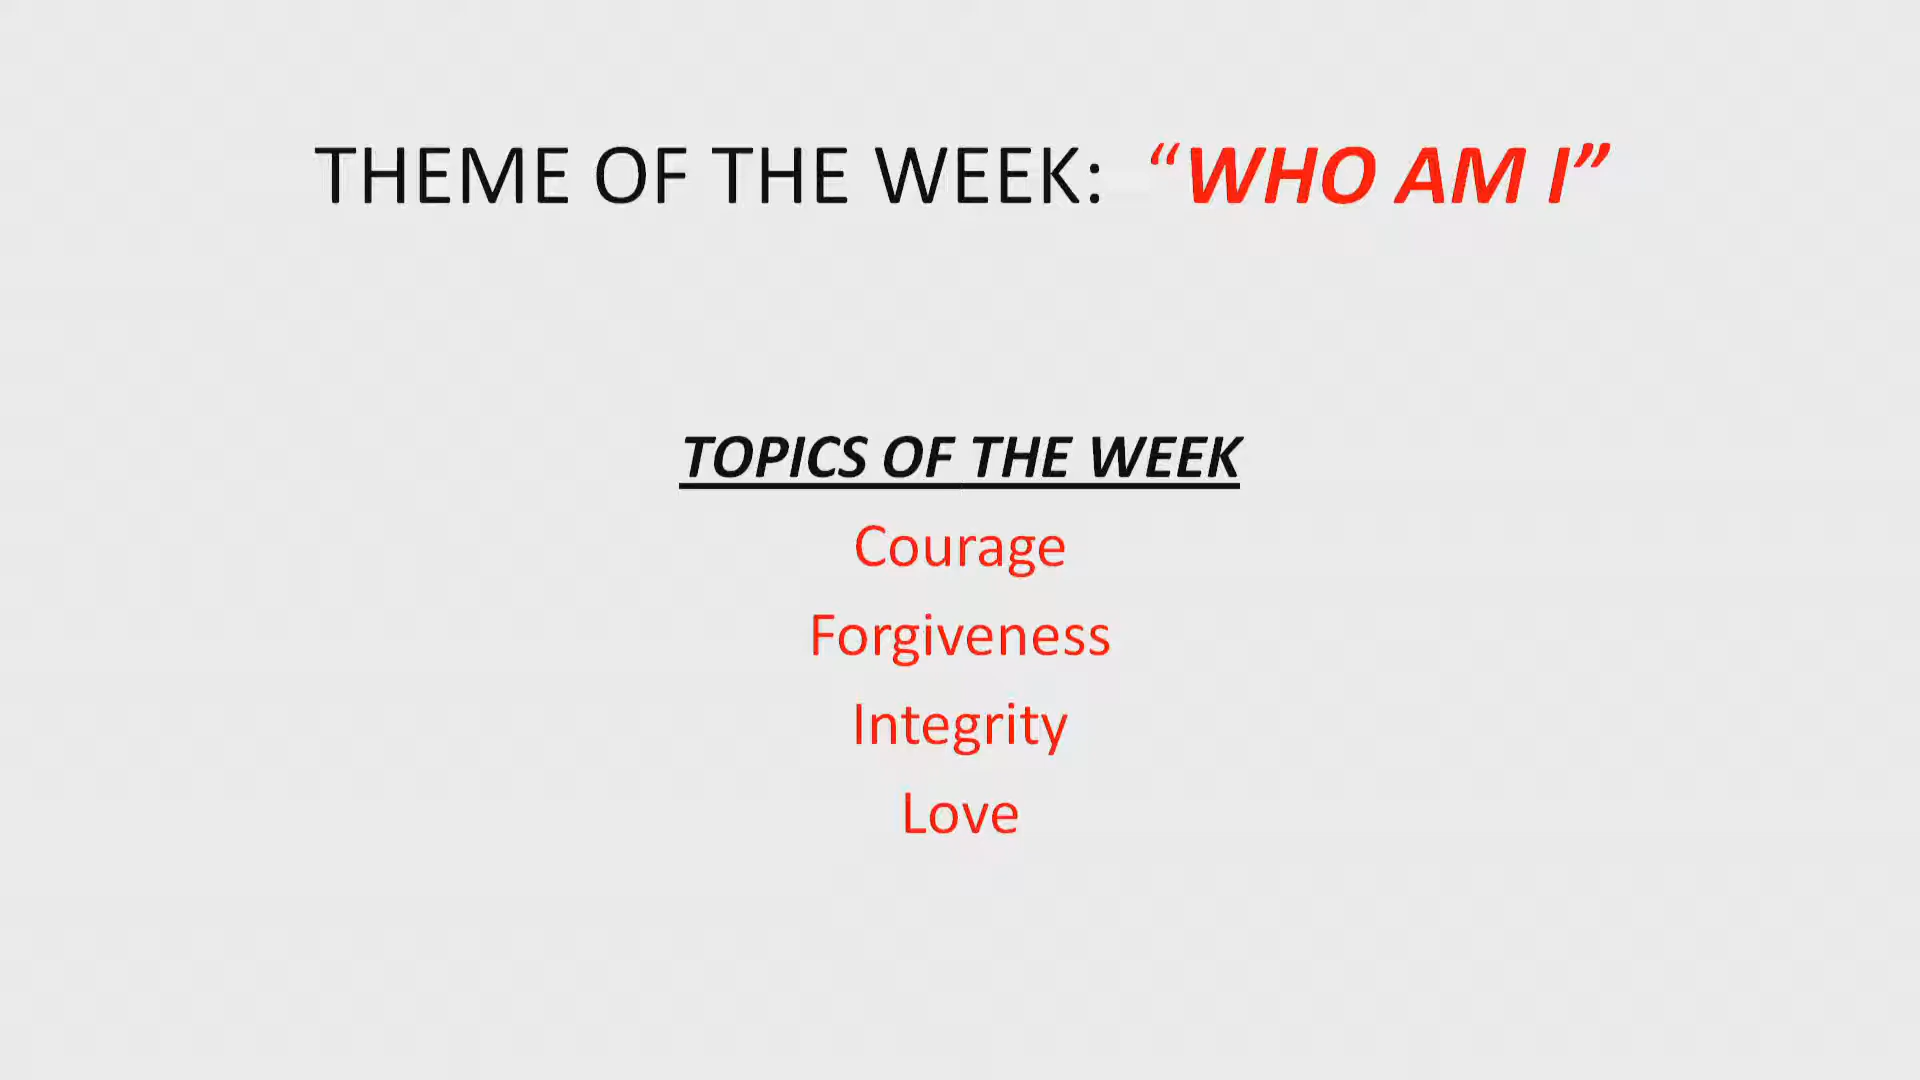 THEME OF THE WEEK: “WHO AM I”
TOPICS OF THE WEEK
Courage
Forgiveness
Integrity
Love